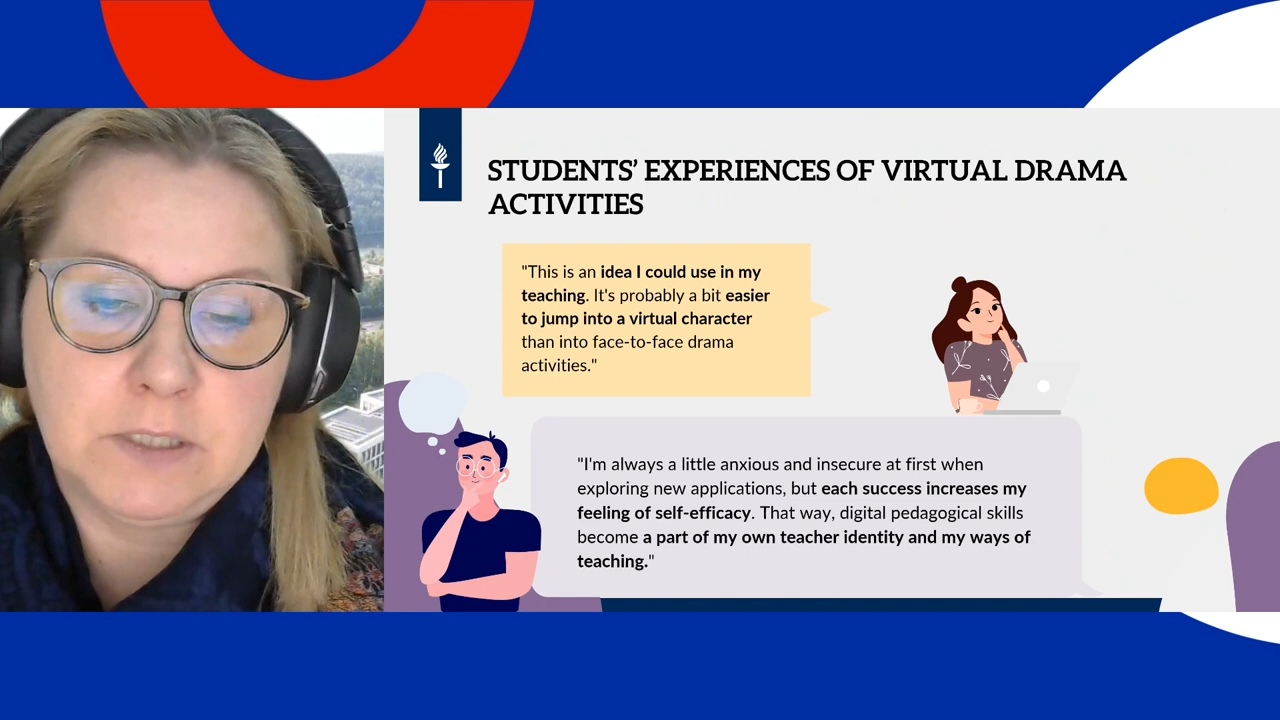 STUDENTS’ EXPERIENCES OF VIRTUAL DRAMA
ACTIVITIES
"This is an idea I could use in my
teaching. It's probably a bit easier
to jump into a virtual character
than into face-to-face drama
activities."
"I'm always a little anxious and insecure at first when
exploring new applications, but each success increases my
feeling of self-efficacy. That way, digital pedagogical skills
become a part of my own teacher identity and my ways of
teaching."